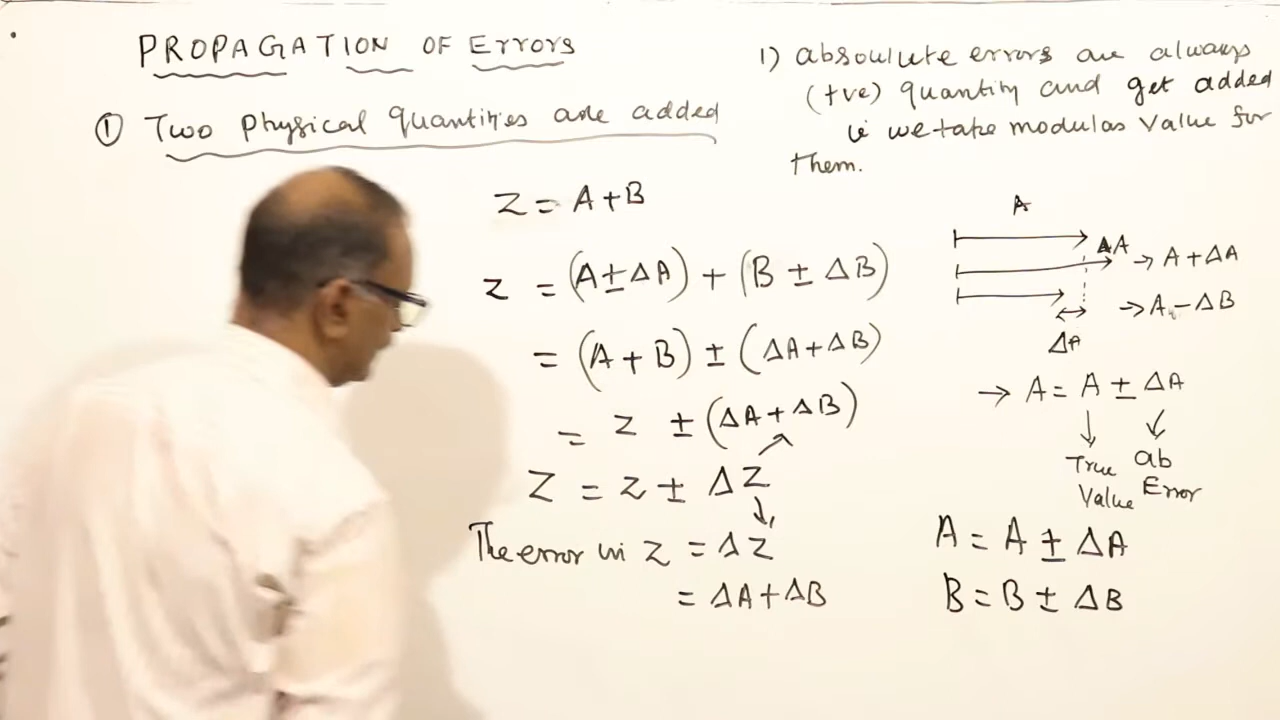 PROPAGATION OF Errors
① Two Physical quantities are added
Z = A + B
Z = (A ± ΔA) + (B ± ΔB)
= (A + B) ± (ΔA + ΔB)
= Z ± (ΔA + ΔB)
Z = Z ± ΔZ
The error in Z = ΔZ
= ΔA + ΔB
1) absoulute errors are always
(+ve) quantity and get added
ie we take modulas value for
them.
A
ΔA → A + ΔA
→ A - ΔB
ΔA
→ A = A ± ΔA
True ab
Value Error
A = A ± ΔA
B = B ± ΔB